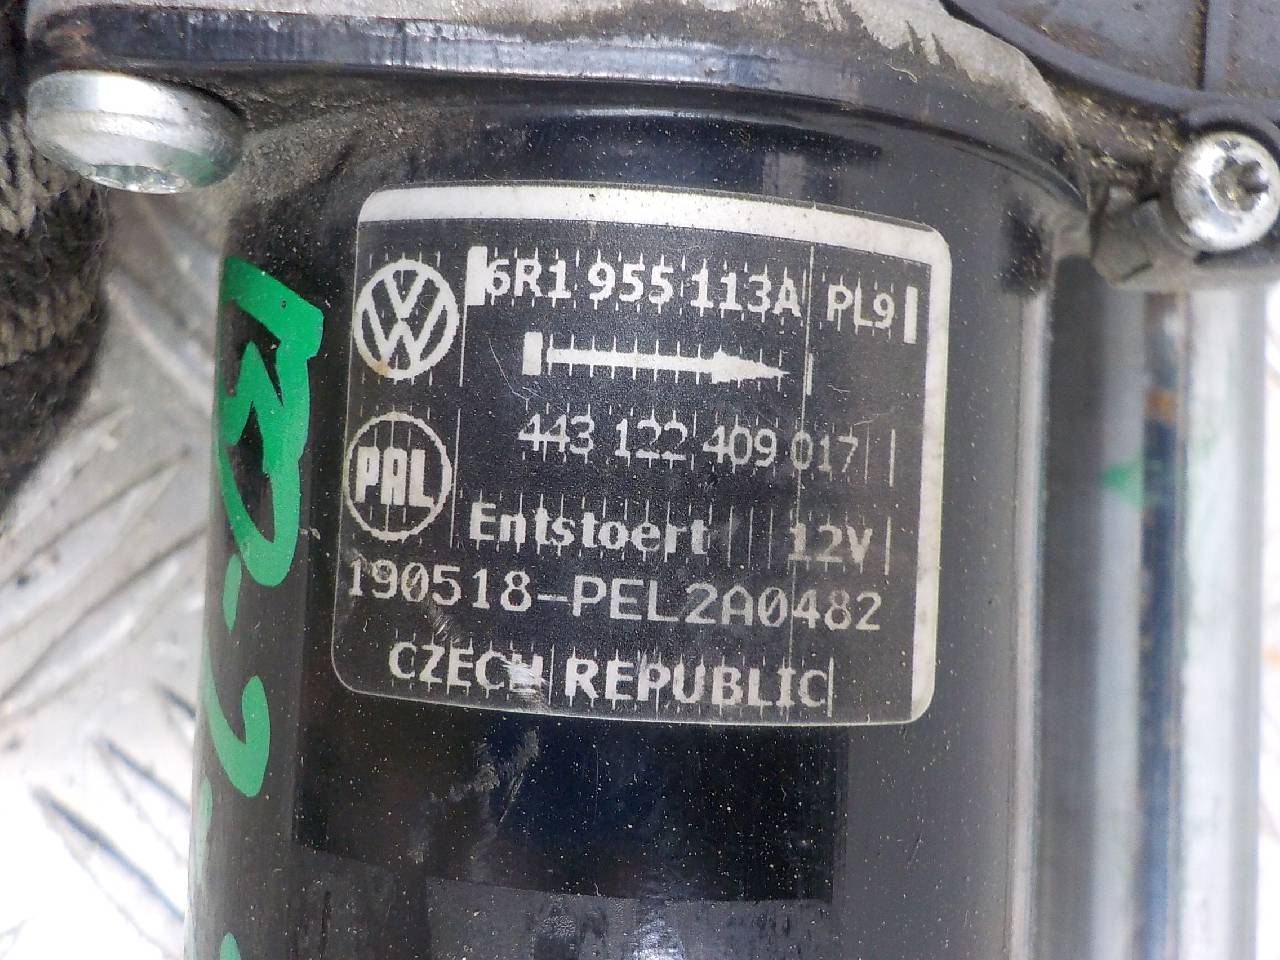 6R1 955 113A PL9
443 122 409 017
PAL
Entstoert 12V
190518-PEL2A0482
CZECH REPUBLIC